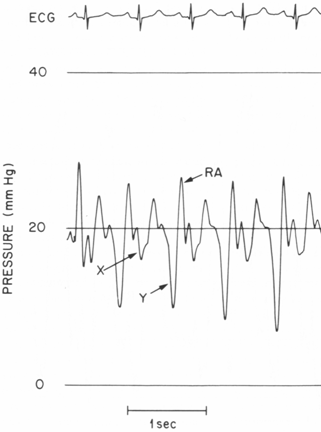 ECG
40
PRESSURE (mm Hg)
RA
20
X
Y
0
1 sec